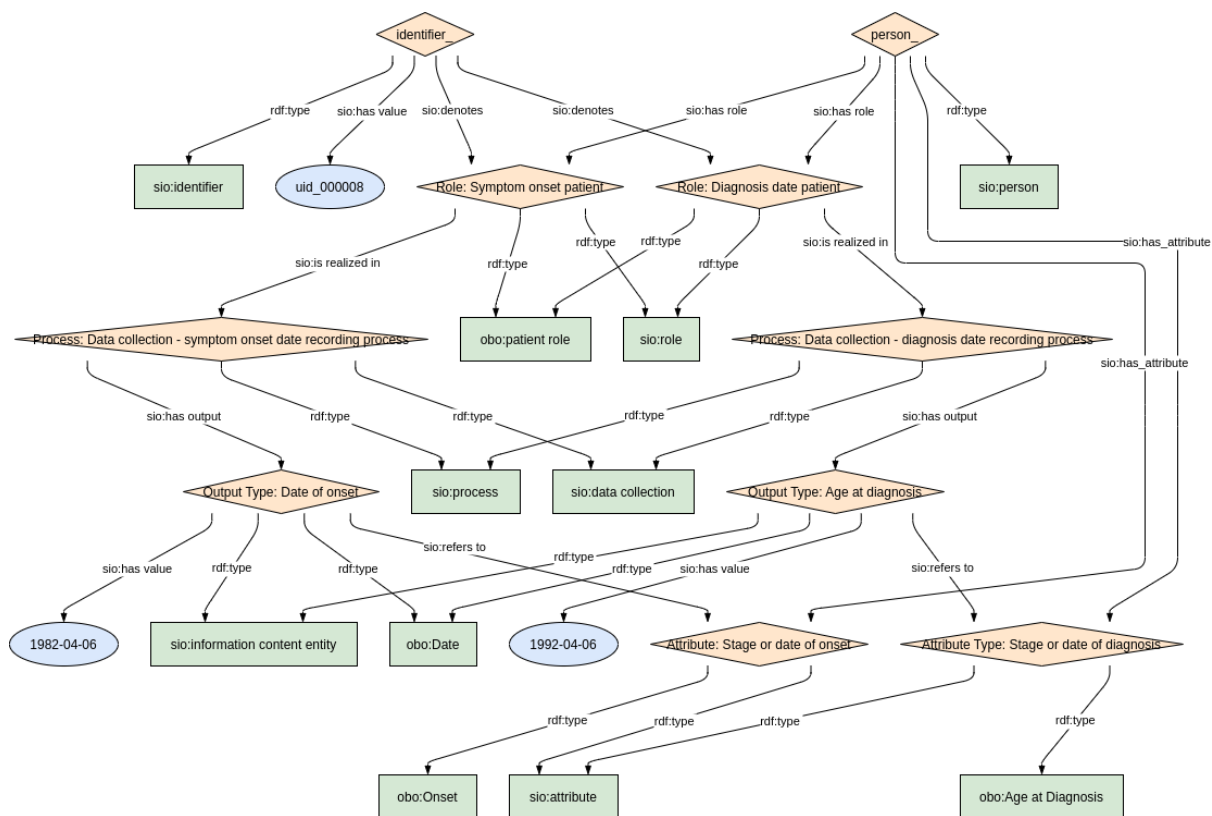 identifier_
person_
rdf:type
sio:has value
sio:denotes
sio:denotes
sio:has role
sio:has role
rdf:type
sio:identifier
uid_000008
Role: Symptom onset patient
Role: Diagnosis date patient
sio:person
sio:is realized in
rdf:type
rdf:type
rdf:type
rdf:type
sio:is realized in
sio:has_attribute
Process: Data collection - symptom onset date recording process
obo:patient role
sio:role
Process: Data collection - diagnosis date recording process
sio:has_attribute
sio:has output
rdf:type
rdf:type
rdf:type
rdf:type
sio:has output
Output Type: Date of onset
sio:process
sio:data collection
Output Type: Age at diagnosis
sio:has value
rdf:type
rdf:type
sio:refers to
rdf:type
rdf:type
sio:has value
sio:refers to
1982-04-06
sio:information content entity
obo:Date
1992-04-06
Attribute: Stage or date of onset
Attribute Type: Stage or date of diagnosis
rdf:type
rdf:type
rdf:type
rdf:type
obo:Onset
sio:attribute
obo:Age at Diagnosis